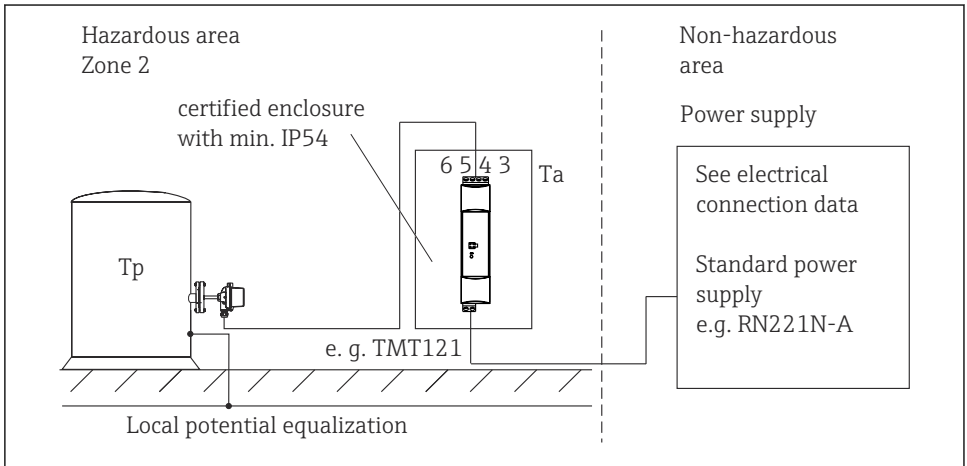 Hazardous area
Zone 2
Non-hazardous
area
certified enclosure
with min. IP54
Power supply
6 5 4 3
Ta
See electrical
connection data
Tp
Standard power
supply
e.g. RN221N-A
e. g. TMT121
Local potential equalization